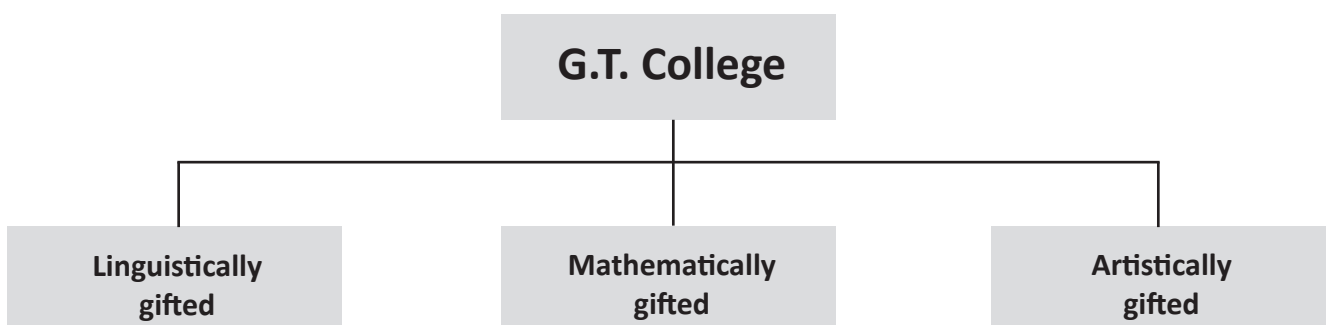 G.T. College
Linguistically
gifted
Mathematically
gifted
Artistically
gifted